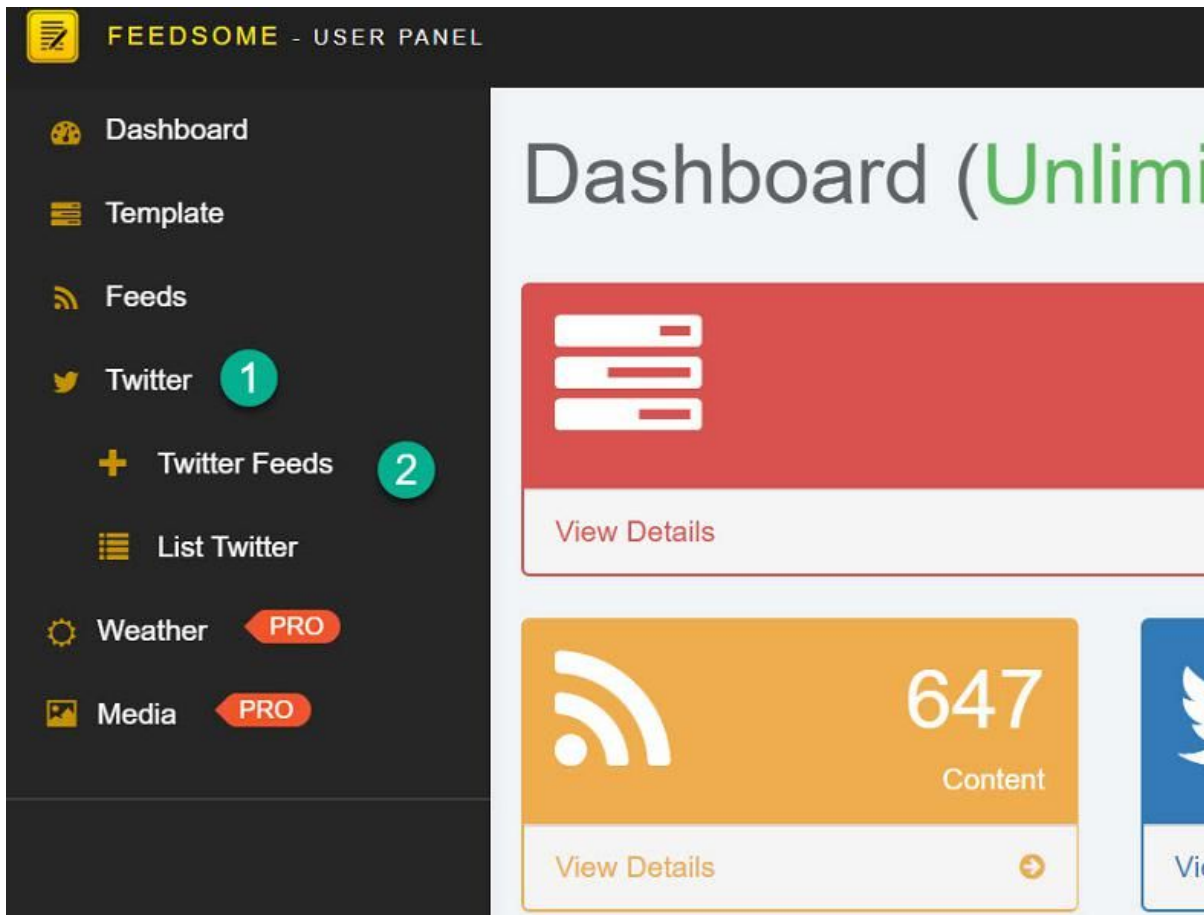 FEEDSOME - USER PANEL
Dashboard
Template
Feeds
Twitter 1
Twitter Feeds 2
List Twitter
Weather PRO
Media PRO
Dashboard (Unlimi
View Details
647
Content
View Details
Vi